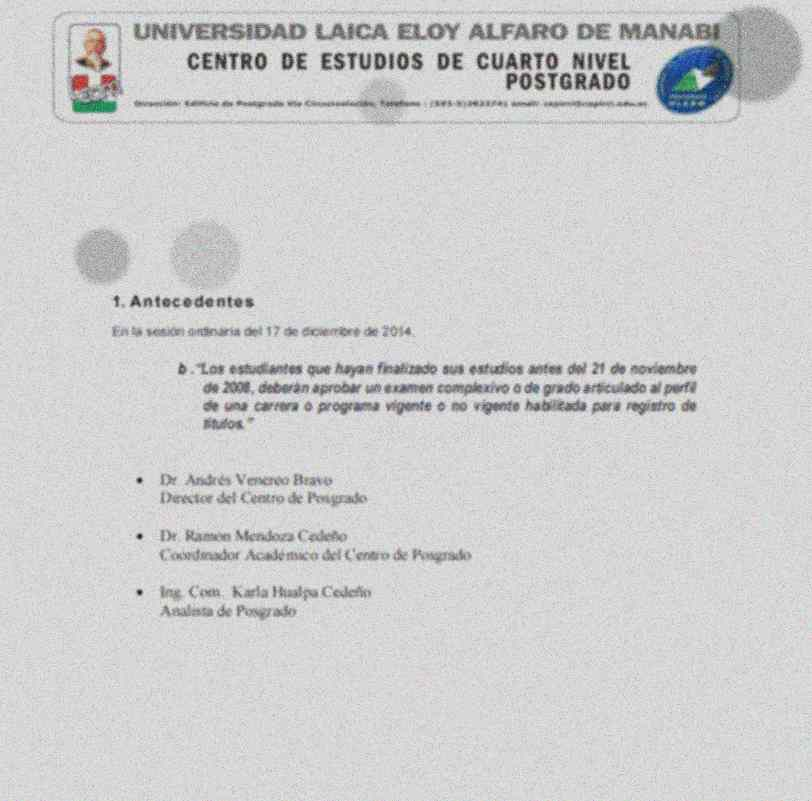 UNIVERSIDAD LAICA ELOY ALFARO DE MANABI
CENTRO DE ESTUDIOS DE CUARTO NIVEL
POSTGRADO
Dirección: Edificio de Postgrado Vía Circunvalación, Teléfono :
1. Antecedentes
En la sesión ordinaria del 17 de diciembre de 2014,
b ."Los estudiantes que hayan finalizado sus estudios antes del 21 de noviembre
de 2008, deberán aprobar un examen complexivo o de grado articulado al perfil
de una carrera o programa vigente o no vigente habilitada para registro de
títulos."
• Dr. Andrés Venereo Bravo
Director del Centro de Posgrado
• Dr. Ramon Mendoza Cedeño
Coordinador Académico del Centro de Posgrado
• Ing. Com. Karla Hualpa Cedeño
Analista de Posgrado